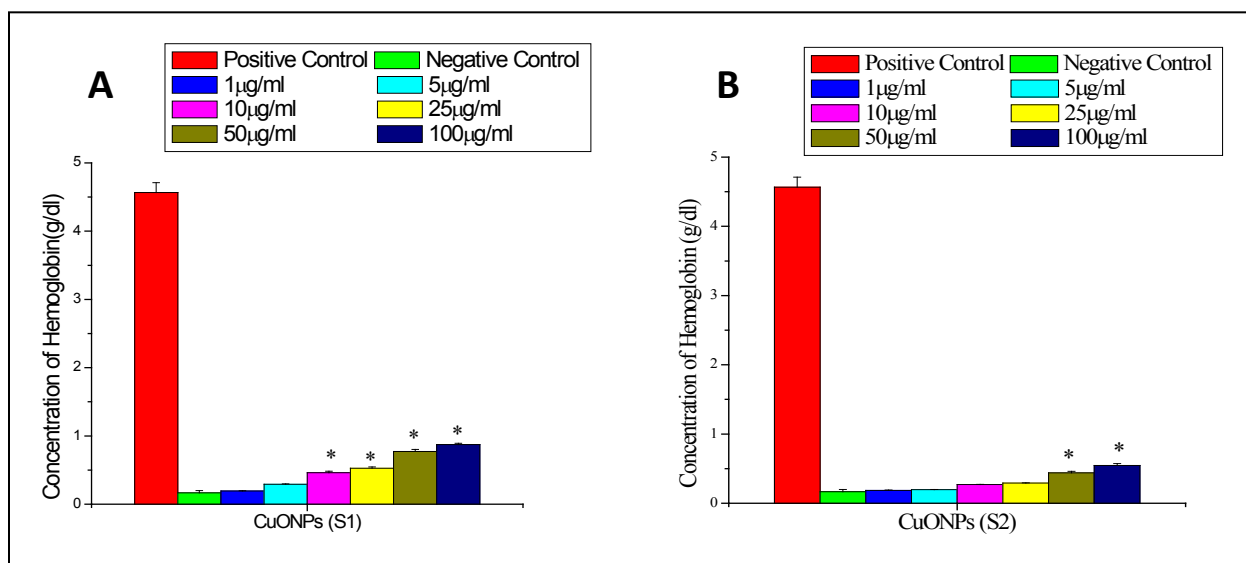 A
Positive Control Negative Control
1µg/ml 5µg/ml
10µg/ml 25µg/ml
50µg/ml 100µg/ml
Concentration of Hemoglobin(g/dl)
5
4
3
2
1
0
* * * *
CuONPs (S1)
B
Positive Control Negative Control
1µg/ml 5µg/ml
10µg/ml 25µg/ml
50µg/ml 100µg/ml
Concentration of Hemoglobin (g/dl)
5
4
3
2
1
0
* *
CuONPs (S2)